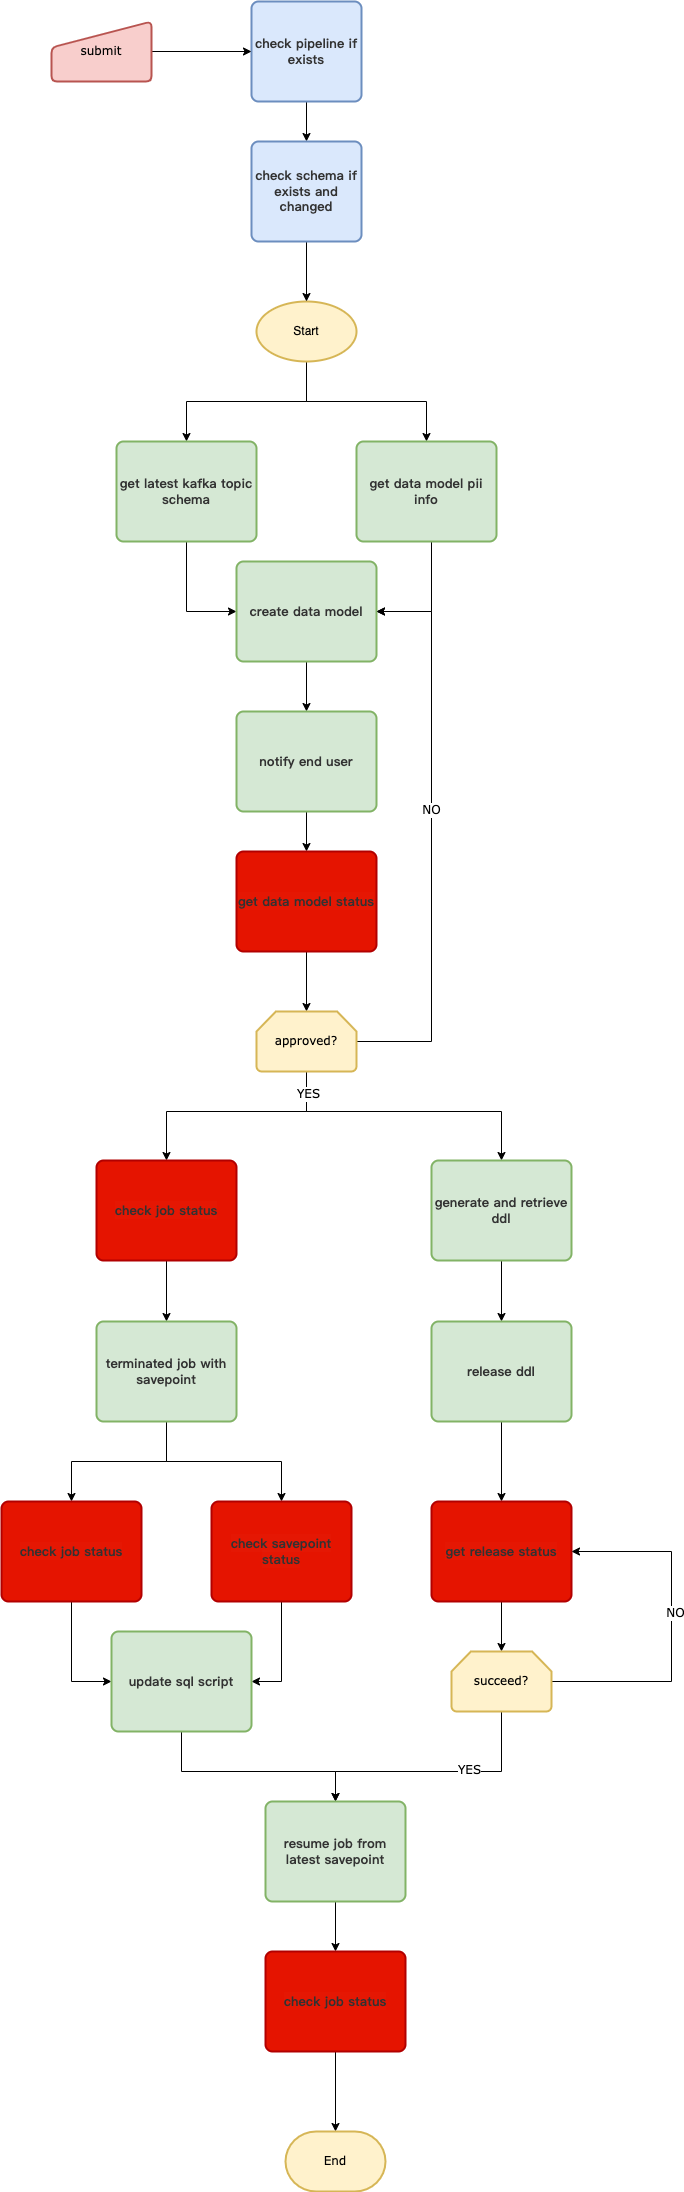 submit
check pipeline if
exists
check schema if
exists and
changed
Start
get latest kafka topic
schema
get data model pii
info
create data model
notify end user
NO
get data model status
approved?
YES
check job status
generate and retrieve
ddl
terminated job with
savepoint
release ddl
check job status
check savepoint
status
get release status
NO
update sql script
succeed?
YES
resume job from
latest savepoint
check job status
End